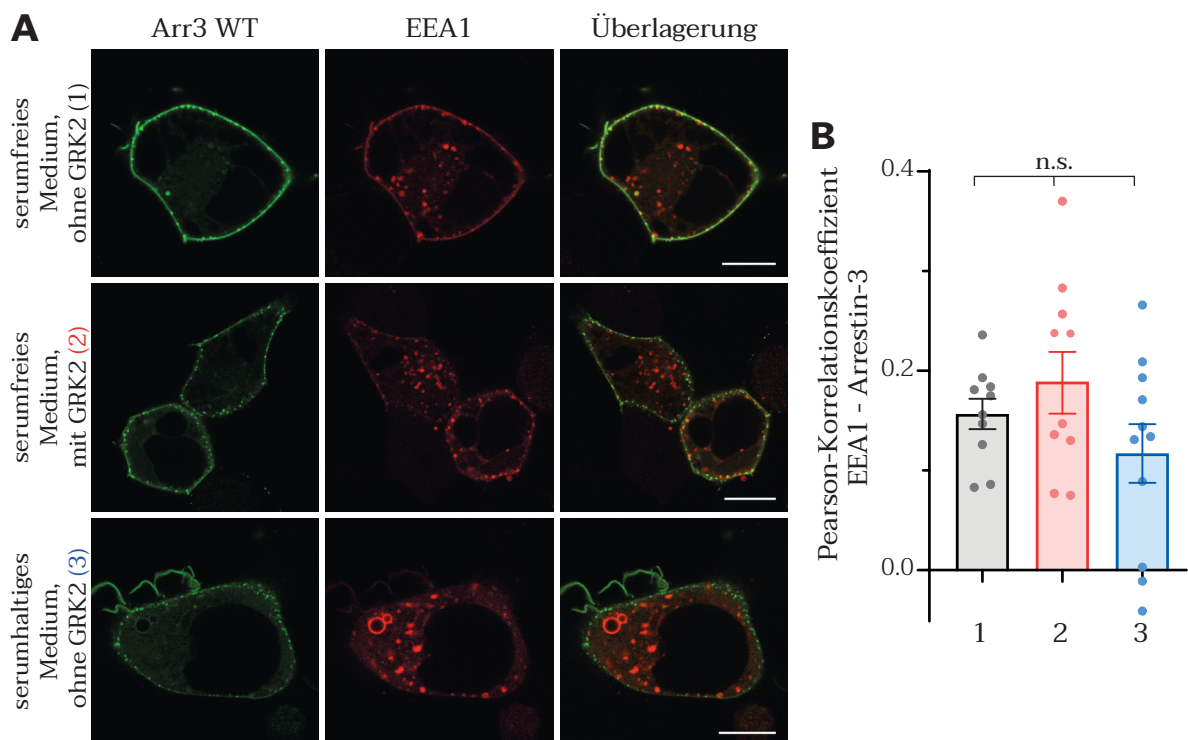 A
Arr3 WT
EEA1
Überlagerung
serumfreies
Medium,
ohne GRK2 (1)
serumfreies
Medium,
mit GRK2 (2)
serumhaltiges
Medium,
ohne GRK2 (3)
B
Pearson-Korrelationskoeffizient
EEA1 - Arrestin-3
n.s.
0.4
0.2
0.0
1
2
3